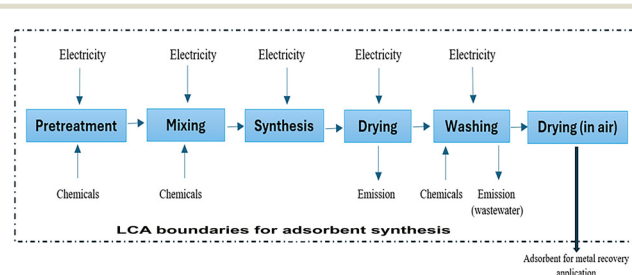 Electricity
Electricity
Electricity
Electricity
Electricity
Pretreatment
Mixing
Synthesis
Drying
Washing
Drying (in air)
Chemicals
Chemicals
Emission
Chemicals
Emission
(wastewater)
LCA boundaries for adsorbent synthesis
Adsorbent for metal recovery
application